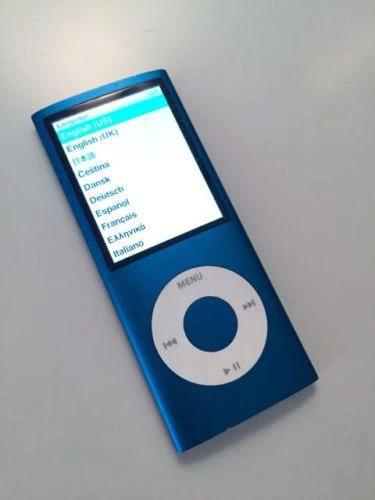 Language
English (US)
English (UK)
日本語
Čeština
Dansk
Deutsch
Español
Français
Ελληνικά
Italiano
MENU